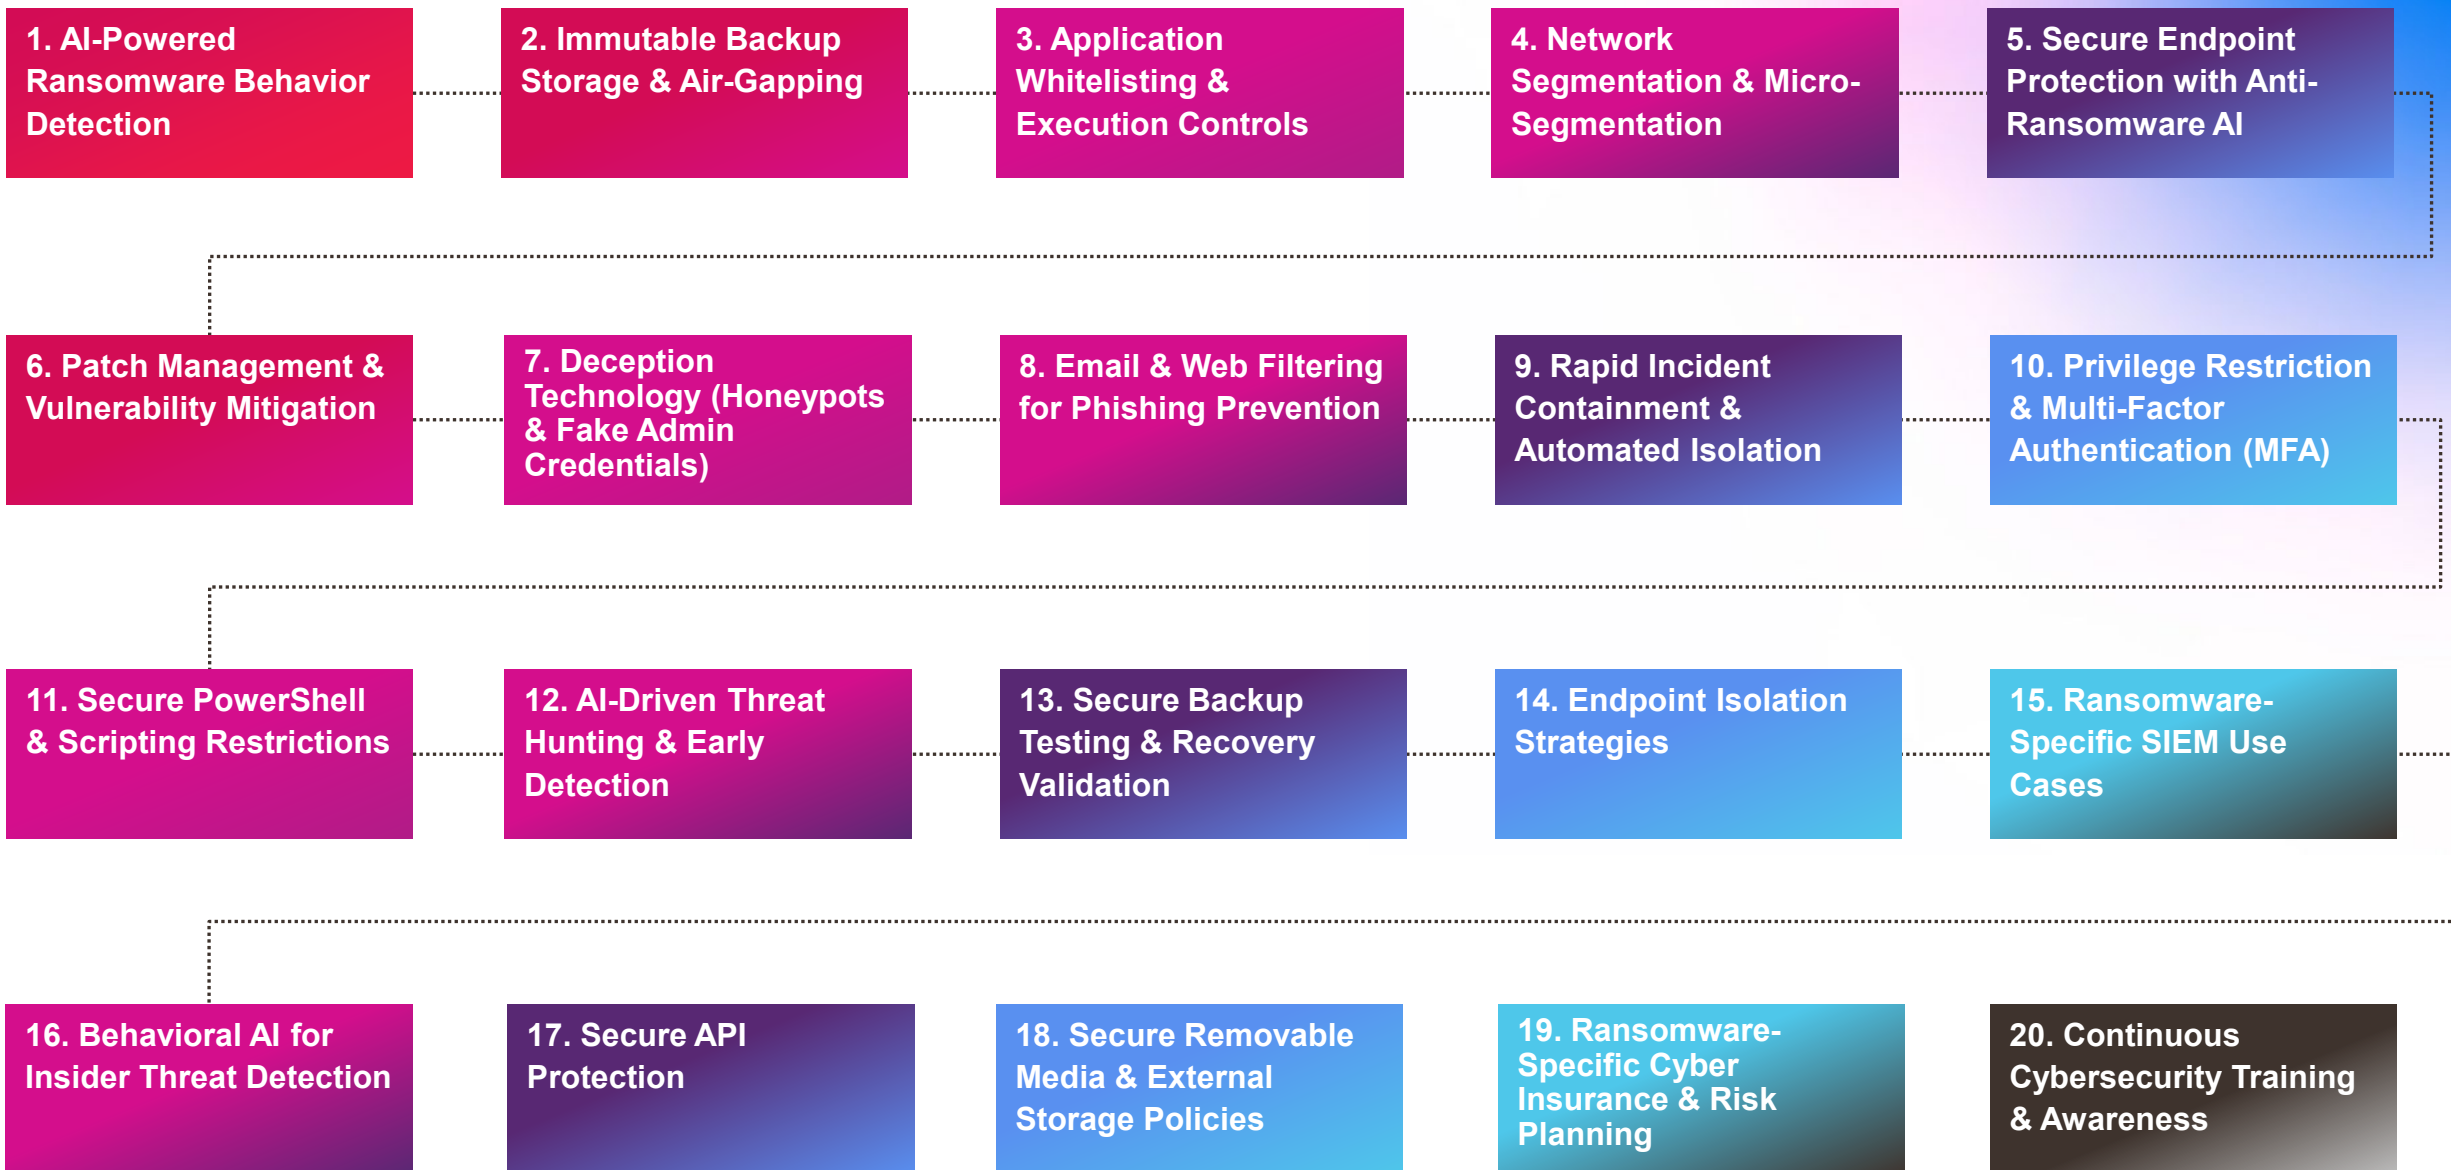 1. AI-Powered
Ransomware Behavior
Detection
2. Immutable Backup
Storage & Air-Gapping
3. Application
Whitelisting &
Execution Controls
4. Network
Segmentation & Micro-
Segmentation
5. Secure Endpoint
Protection with Anti-
Ransomware AI
6. Patch Management &
Vulnerability Mitigation
7. Deception
Technology (Honeypots
& Fake Admin
Credentials)
8. Email & Web Filtering
for Phishing Prevention
9. Rapid Incident
Containment &
Automated Isolation
10. Privilege Restriction
& Multi-Factor
Authentication (MFA)
11. Secure PowerShell
& Scripting Restrictions
12. AI-Driven Threat
Hunting & Early
Detection
13. Secure Backup
Testing & Recovery
Validation
14. Endpoint Isolation
Strategies
15. Ransomware-
Specific SIEM Use
Cases
16. Behavioral AI for
Insider Threat Detection
17. Secure API
Protection
18. Secure Removable
Media & External
Storage Policies
19. Ransomware-
Specific Cyber
Insurance & Risk
Planning
20. Continuous
Cybersecurity Training
& Awareness